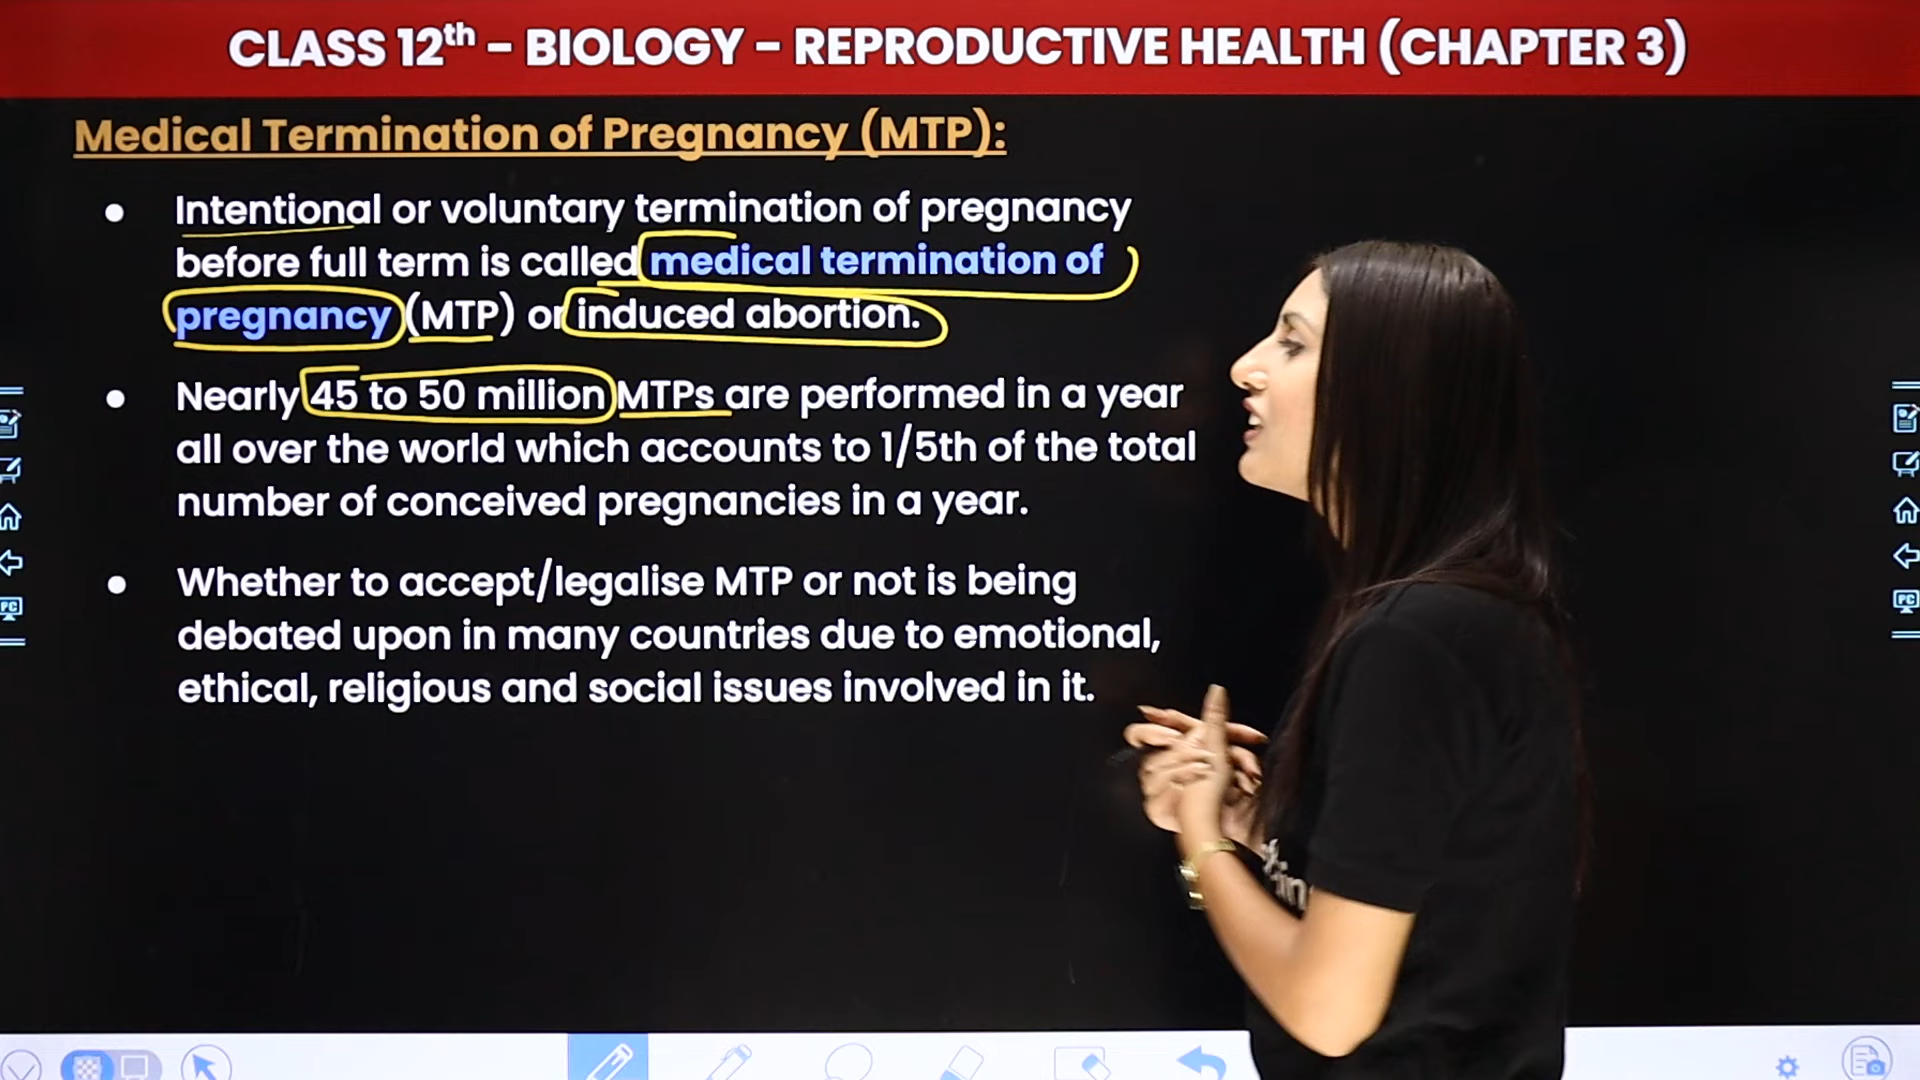 CLASS 12th – BIOLOGY – REPRODUCTIVE HEALTH (CHAPTER 3)
Medical Termination of Pregnancy (MTP):
● Intentional or voluntary termination of pregnancy
before full term is called medical termination of
pregnancy (MTP) or induced abortion.
● Nearly 45 to 50 million MTPs are performed in a year
all over the world which accounts to 1/5th of the total
number of conceived pregnancies in a year.
● Whether to accept/legalise MTP or not is being
debated upon in many countries due to emotional,
ethical, religious and social issues involved in it.
PC
PC